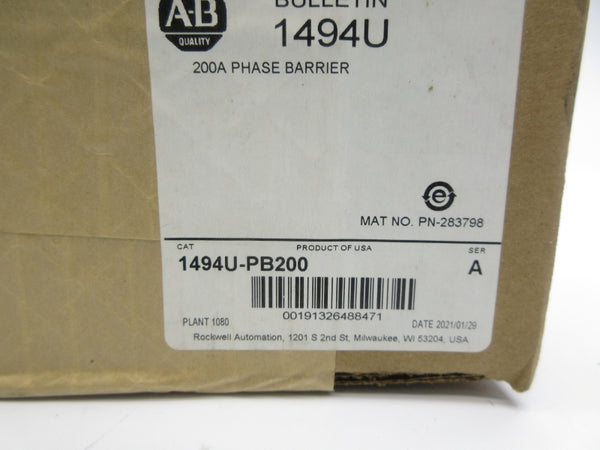 A-B
QUALITY
BULLETIN
1494U
200A PHASE BARRIER
e
MAT NO. PN-283798
CAT PRODUCT OF USA SER
1494U-PB200 A
00191326488471
PLANT 1080 DATE 2021/01/29
Rockwell Automation, 1201 S 2nd St, Milwaukee, WI 53204, USA